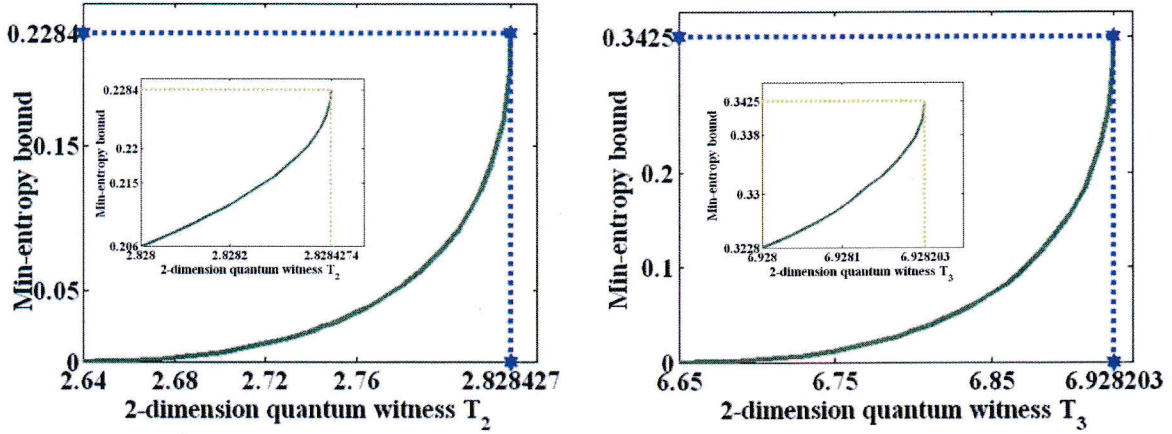 0.2284
0.15
0.05
0
Min-entropy bound
2.64 2.68 2.72 2.76 2.828427
2-dimension quantum witness T2
0.2284
0.22
0.215
0.206
Min-entropy bound
2.828 2.8282 2.8284274
2-dimension quantum witness T2
0.3425
0.2
0.1
0
Min-entropy bound
6.65 6.75 6.85 6.928203
2-dimension quantum witness T3
0.3425
0.338
0.33
0.3228
Min-entropy bound
6.928 6.9281 6.928203
2-dimension quantum witness T3